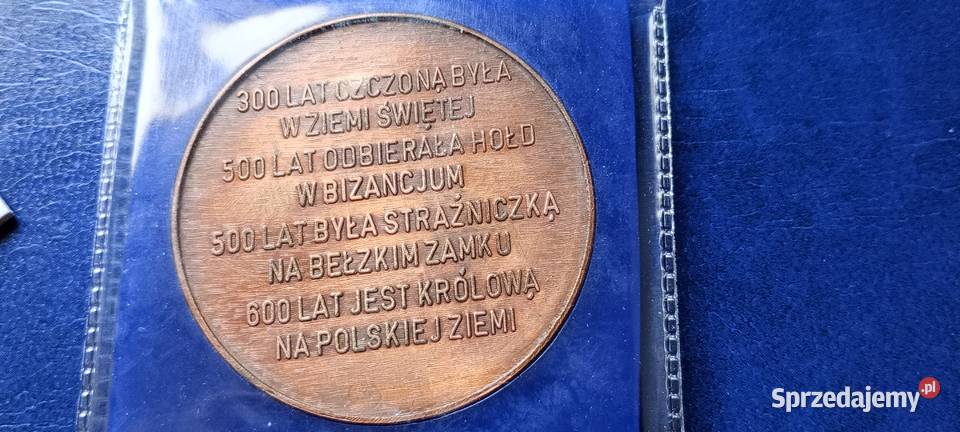 300 LAT CZCZONĄ BYŁA
W ZIEMI ŚWIĘTEJ
500 LAT ODBIERAŁA HOŁD
W BIZANCJUM
500 LAT BYŁA STRAŻNICZKĄ
NA BEŁZKIM ZAMKU
600 LAT JEST KRÓLOWĄ
NA POLSKIEJ ZIEMI
Sprzedajemy.pl